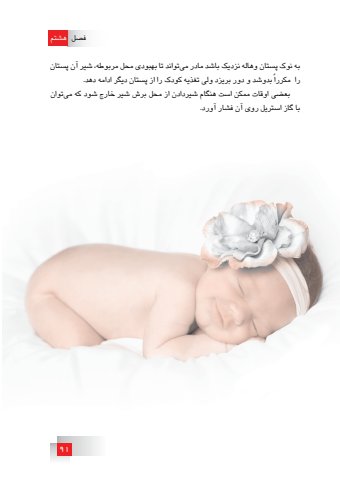 فصل هشتم
به نوک پستان وهاله نزدیک باشد مادر می‌تواند تا بهبودی محل مربوطه، شیر آن پستان
را مکرراً بدوشد و دور بریزد ولی تغذیه کودک را از پستان دیگر ادامه دهد.
بعضی اوقات ممکن است هنگام شیردادن از محل برش شیر خارج شود که می‌توان
با گاز استریل روی آن فشار آورد.
۹۱